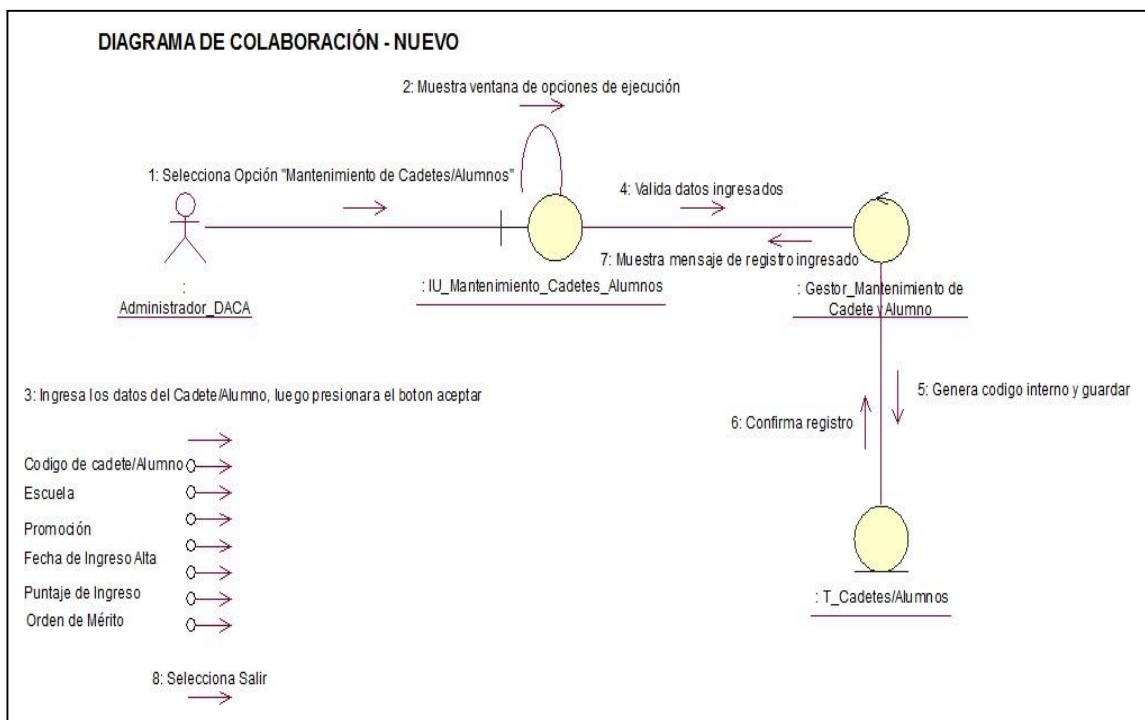 DIAGRAMA DE COLABORACIÓN - NUEVO
2: Muestra ventana de opciones de ejecución
1: Selecciona Opción "Mantenimiento de Cadetes/Alumnos"
4: Valida datos ingresados
7: Muestra mensaje de registro ingresado
:
Administrador_DACA
: IU_Mantenimiento_Cadetes_Alumnos
: Gestor_Mantenimiento de
Cadete y Alumno
3: Ingresa los datos del Cadete/Alumno, luego presionara el boton aceptar
5: Genera codigo interno y guardar
6: Confirma registro
Codigo de cadete/Alumno
Escuela
Promoción
Fecha de Ingreso Alta
Puntaje de Ingreso
Orden de Mérito
: T_Cadetes/Alumnos
8: Selecciona Salir